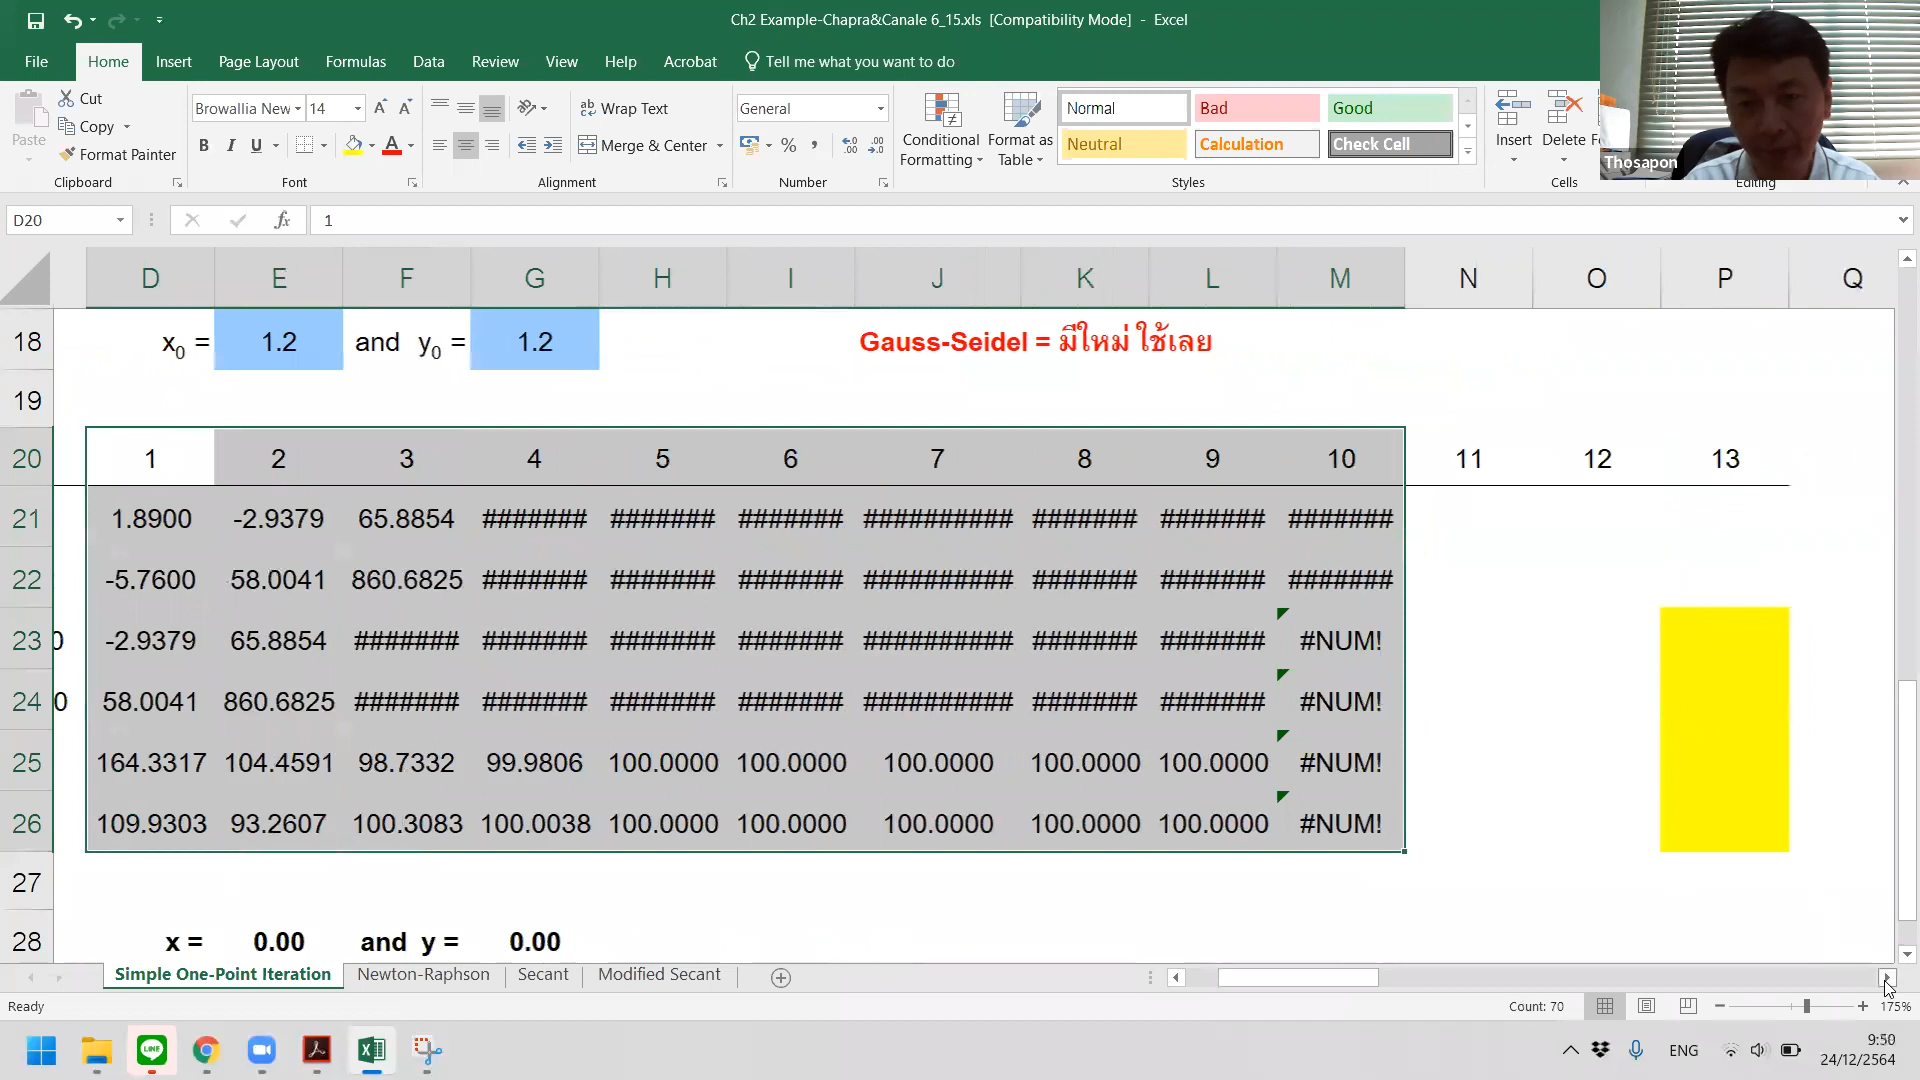 Ch2 Example-Chapra&Canale 6_15.xls [Compatibility Mode] - Excel
File Home Insert Page Layout Formulas Data Review View Help Acrobat Tell me what you want to do
Paste
Cut
Copy
Format Painter
Clipboard
Browallia New 14
B I U
Font
Wrap Text
Merge & Center
Alignment
General
Number
Conditional Formatting
Format as Table
Normal Bad Good
Neutral Calculation Check Cell
Styles
Insert Delete F
Cells
Editing
Thosapon
D20 fx 1
D E F G H I J K L M N O P Q
18 x0 = 1.2 and y0 = 1.2 Gauss-Seidel = มีใหม่ ใช้เลย
19
20 1 2 3 4 5 6 7 8 9 10 11 12 13
21 1.8900 -2.9379 65.8854 ####### ####### ####### ########## ####### ####### #######
22 -5.7600 58.0041 860.6825 ####### ####### ####### ########## ####### ####### #######
23 0 -2.9379 65.8854 ####### ####### ####### ####### ########## ####### ####### #NUM!
24 0 58.0041 860.6825 ####### ####### ####### ####### ########## ####### ####### #NUM!
25 164.3317 104.4591 98.7332 99.9806 100.0000 100.0000 100.0000 100.0000 100.0000 #NUM!
26 109.9303 93.2607 100.3083 100.0038 100.0000 100.0000 100.0000 100.0000 100.0000 #NUM!
27
28 x = 0.00 and y = 0.00
Simple One-Point Iteration Newton-Raphson Secant Modified Secant
Ready Count: 70 175%
LINE
ENG
9:50
24/12/2564